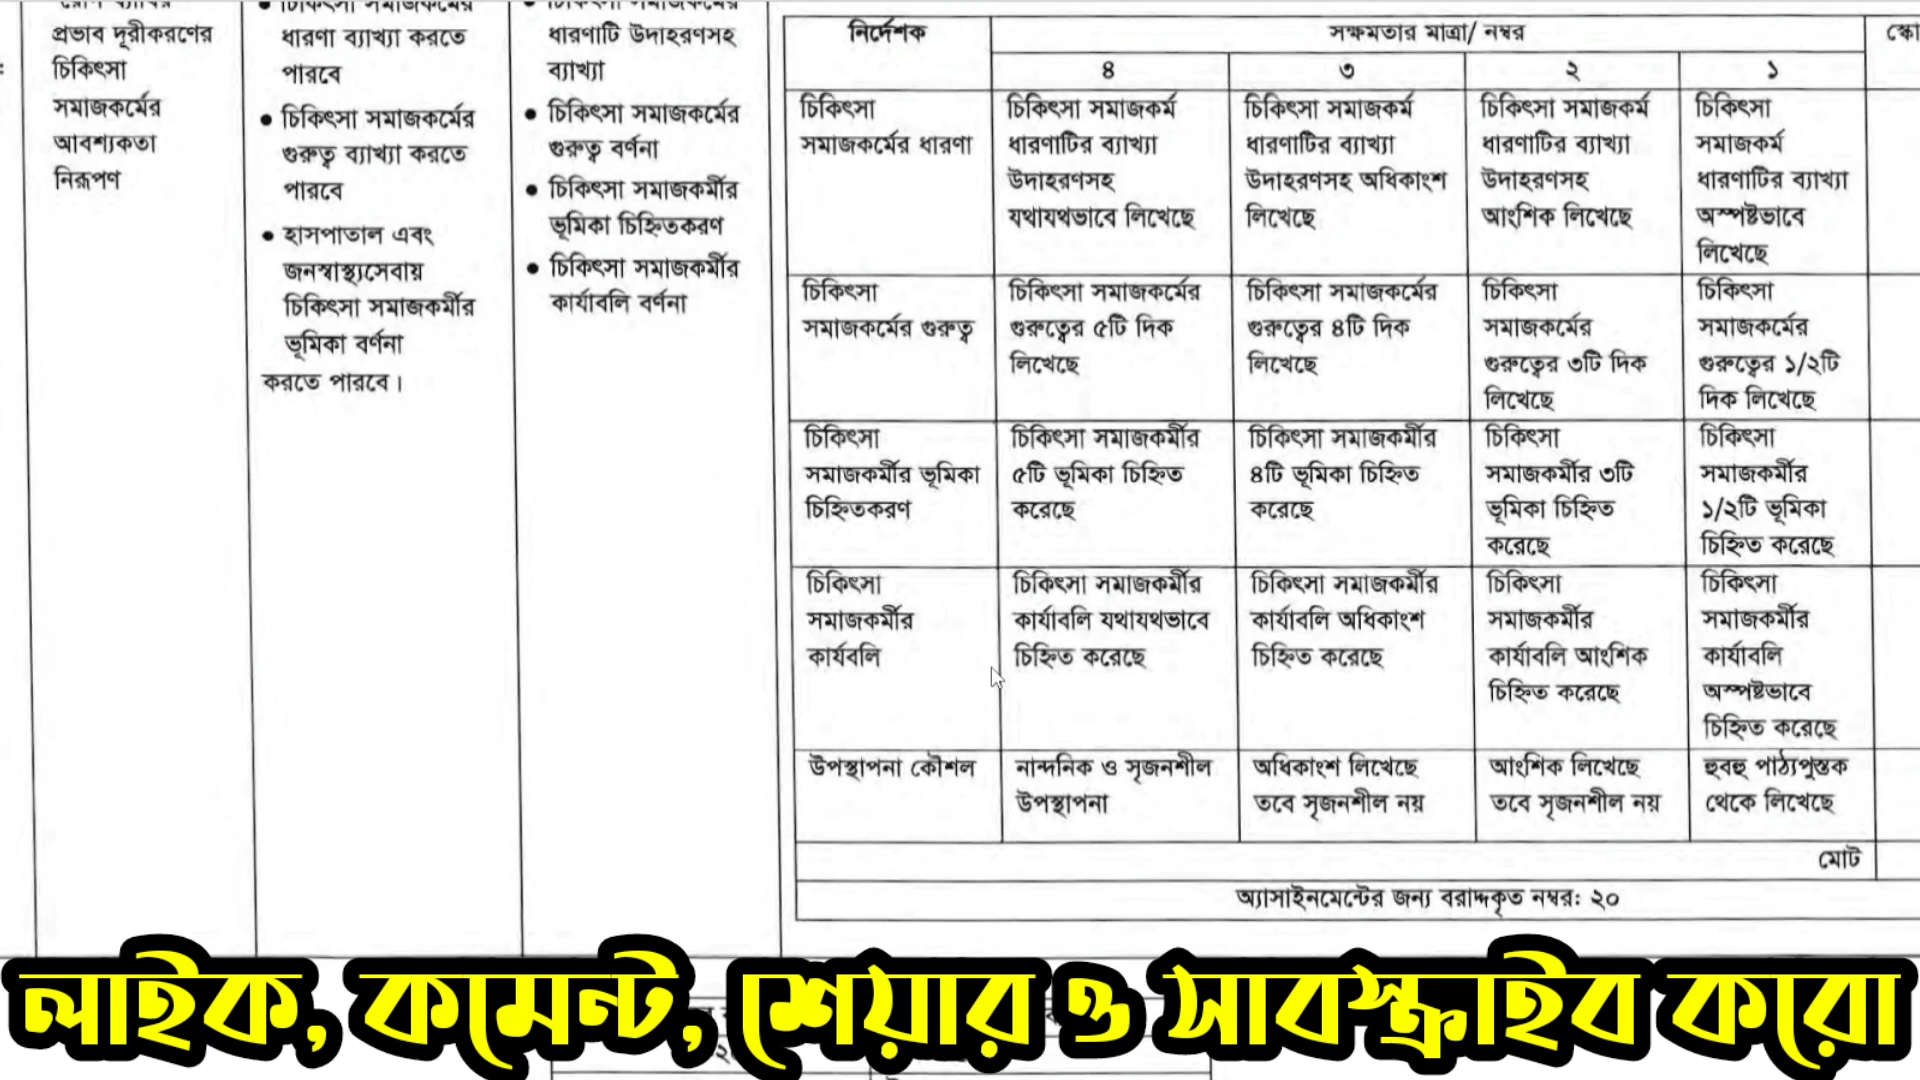 প্রভাব দূরীকরণের
চিকিৎসা
সমাজকর্মের
আবশ্যকতা
নিরূপণ
চিকিৎসা সমাজকর্মের
ধারণা ব্যাখ্যা করতে
পারবে
● চিকিৎসা সমাজকর্মের
গুরুত্ব ব্যাখ্যা করতে
পারবে
● হাসপাতাল এবং
জনস্বাস্থ্যসেবায়
চিকিৎসা সমাজকর্মীর
ভূমিকা বর্ণনা
করতে পারবে।
চিকিৎসা সমাজকর্মের
ধারণাটি উদাহরণসহ
ব্যাখ্যা
● চিকিৎসা সমাজকর্মের
গুরুত্ব বর্ণনা
● চিকিৎসা সমাজকর্মীর
ভূমিকা চিহ্নিতকরণ
● চিকিৎসা সমাজকর্মীর
কার্যাবলি বর্ণনা
নির্দেশক
সক্ষমতার মাত্রা/ নম্বর
৪
৩
২
১
চিকিৎসা
সমাজকর্মের ধারণা
চিকিৎসা সমাজকর্ম
ধারণাটির ব্যাখ্যা
উদাহরণসহ
যথাযথভাবে লিখেছে
চিকিৎসা সমাজকর্ম
ধারণাটির ব্যাখ্যা
উদাহরণসহ অধিকাংশ
লিখেছে
চিকিৎসা সমাজকর্ম
ধারণাটির ব্যাখ্যা
উদাহরণসহ
আংশিক লিখেছে
চিকিৎসা
সমাজকর্ম
ধারণাটির ব্যাখ্যা
অস্পষ্টভাবে
লিখেছে
চিকিৎসা
সমাজকর্মের গুরুত্ব
চিকিৎসা সমাজকর্মের
গুরুত্বের ৫টি দিক
লিখেছে
চিকিৎসা সমাজকর্মের
গুরুত্বের ৪টি দিক
লিখেছে
চিকিৎসা
সমাজকর্মের
গুরুত্বের ৩টি দিক
লিখেছে
চিকিৎসা
সমাজকর্মের
গুরুত্বের ১/২টি
দিক লিখেছে
চিকিৎসা
সমাজকর্মীর ভূমিকা
চিহ্নিতকরণ
চিকিৎসা সমাজকর্মীর
৫টি ভূমিকা চিহ্নিত
করেছে
চিকিৎসা সমাজকর্মীর
৪টি ভূমিকা চিহ্নিত
করেছে
চিকিৎসা
সমাজকর্মীর ৩টি
ভূমিকা চিহ্নিত
করেছে
চিকিৎসা
সমাজকর্মীর
১/২টি ভূমিকা
চিহ্নিত করেছে
চিকিৎসা
সমাজকর্মীর
কার্যবলি
চিকিৎসা সমাজকর্মীর
কার্যাবলি যথাযথভাবে
চিহ্নিত করেছে
চিকিৎসা সমাজকর্মীর
কার্যাবলি অধিকাংশ
চিহ্নিত করেছে
চিকিৎসা
সমাজকর্মীর
কার্যাবলি আংশিক
চিহ্নিত করেছে
চিকিৎসা
সমাজকর্মীর
কার্যাবলি
অস্পষ্টভাবে
চিহ্নিত করেছে
উপস্থাপনা কৌশল
নান্দনিক ও সৃজনশীল
উপস্থাপনা
অধিকাংশ লিখেছে
তবে সৃজনশীল নয়
আংশিক লিখেছে
তবে সৃজনশীল নয়
হুবহু পাঠ্যপুস্তক
থেকে লিখেছে
মোট
অ্যাসাইনমেন্টের জন্য বরাদ্দকৃত নম্বর: ২০
লাইক, কমেন্ট, শেয়ার ও সাবস্ক্রাইব করো